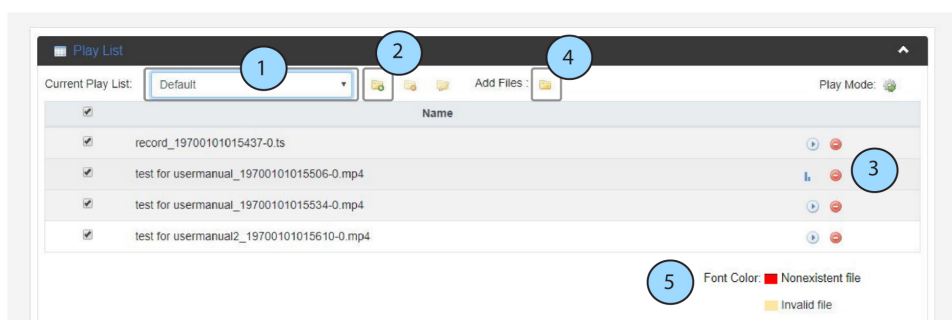 Play List
1
2
4
Current Play List:
Default
Add Files :
Play Mode:
Name
record_19700101015437-0.ts
test for usermanual_19700101015506-0.mp4
3
test for usermanual_19700101015534-0.mp4
test for usermanual2_19700101015610-0.mp4
5
Font Color: Nonexistent file
Invalid file